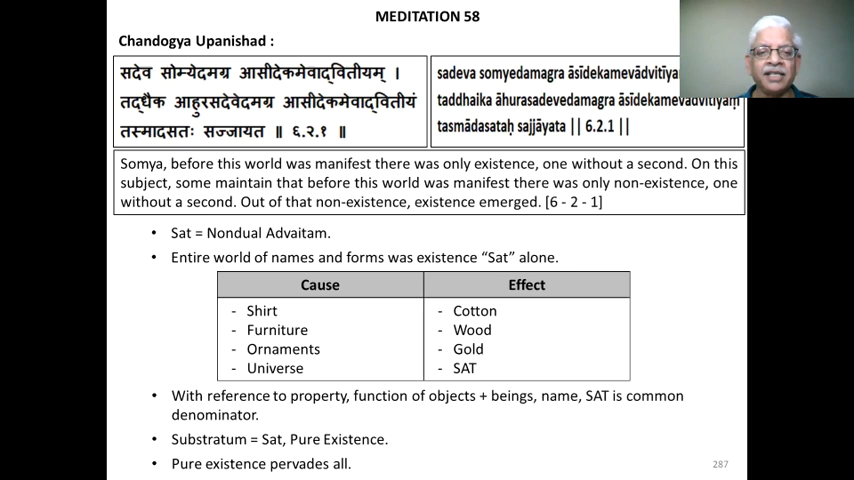 MEDITATION 58
Chandogya Upanishad :
सदेव सोम्येदमग्र आसीदेकमेवाद्वितीयम् ।
तद्धैक आहुरसदेवेदमग्र आसीदेकमेवाद्वितीयं
तस्मादसतः सज्जायत ॥ ६.२.१ ॥
sadeva somyedamagra āsīdekamevādvitīya
taddhaika āhurasadevedamagra āsīdekamevādvitīyaṃ
tasmādasataḥ sajjāyata || 6.2.1 ||
Somya, before this world was manifest there was only existence, one without a second. On this
subject, some maintain that before this world was manifest there was only non-existence, one
without a second. Out of that non-existence, existence emerged. [6 - 2 - 1]
• Sat = Nondual Advaitam.
• Entire world of names and forms was existence “Sat” alone.
Cause Effect
- Shirt - Cotton
- Furniture - Wood
- Ornaments - Gold
- Universe - SAT
• With reference to property, function of objects + beings, name, SAT is common
denominator.
• Substratum = Sat, Pure Existence.
• Pure existence pervades all.
287